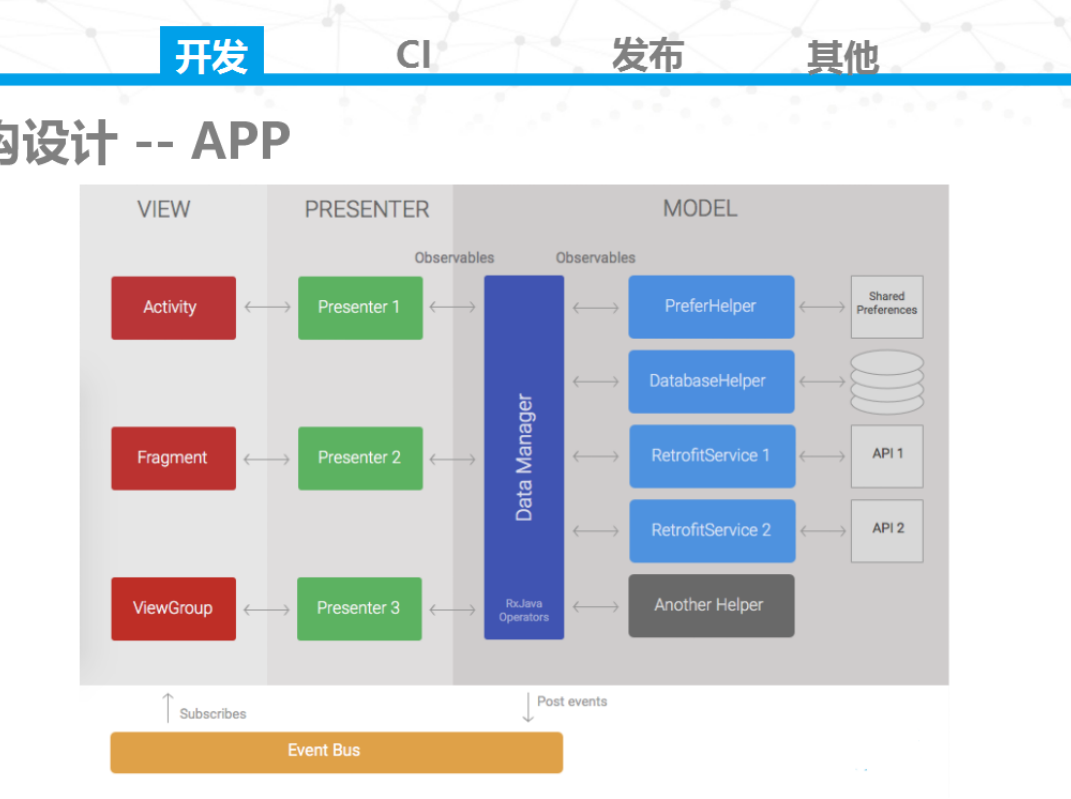 开发 CI 发布 其他
构设计 -- APP
VIEW PRESENTER MODEL
Observables Observables
Activity Presenter 1 PreferHelper Shared
Preferences
DatabaseHelper
Data Manager
Fragment Presenter 2 RetrofitService 1 API 1
RetrofitService 2 API 2
ViewGroup Presenter 3 RxJava
Operators
Another Helper
Subscribes Post events
Event Bus